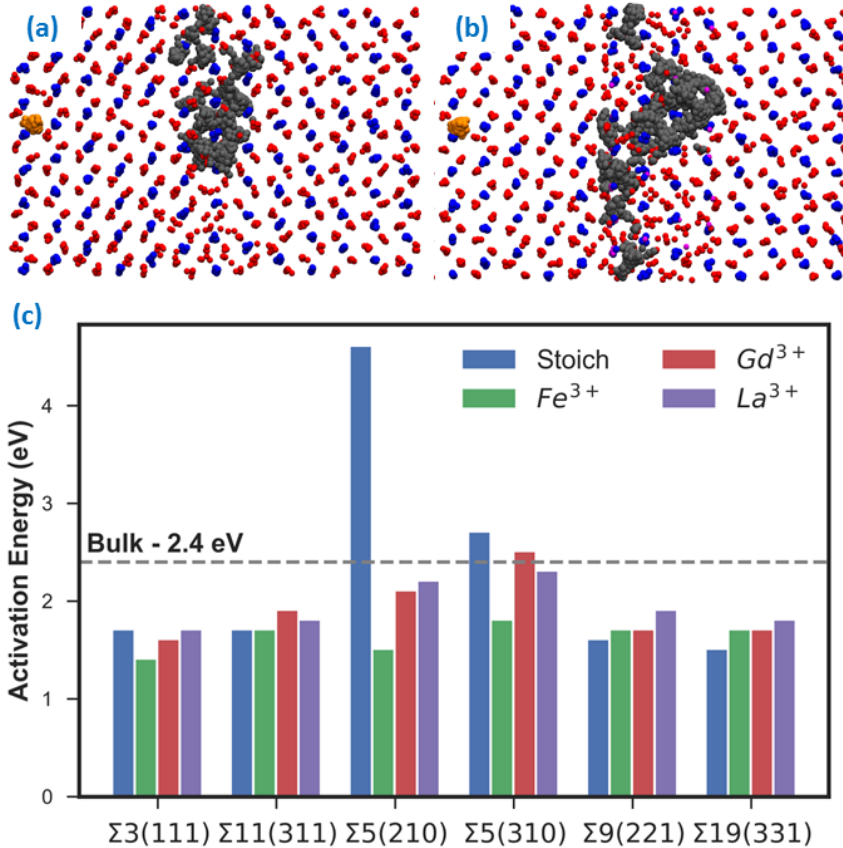 (a)
(b)
(c)
Stoich
Fe³⁺
Gd³⁺
La³⁺
Bulk - 2.4 eV
Activation Energy (eV)
4
3
2
1
0
Σ3(111)
Σ11(311)
Σ5(210)
Σ5(310)
Σ9(221)
Σ19(331)